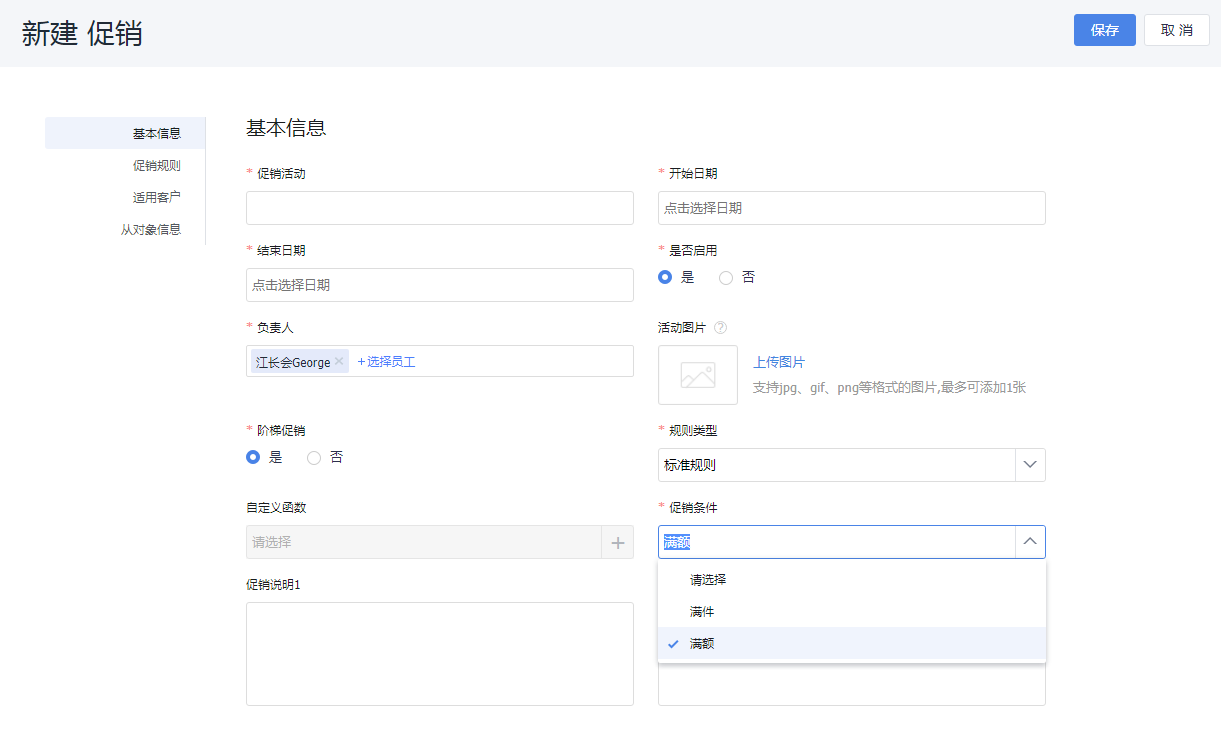 新建 促销
保存
取 消
基本信息
促销规则
适用客户
从对象信息
基本信息
* 促销活动
* 开始日期
点击选择日期
* 结束日期
点击选择日期
* 是否启用
是 否
* 负责人
江长会George × +选择员工
活动图片 ?
上传图片
支持jpg、gif、png等格式的图片,最多可添加1张
* 阶梯促销
是 否
* 规则类型
标准规则
自定义函数
请选择
* 促销条件
满额
请选择
满件
满额
促销说明1